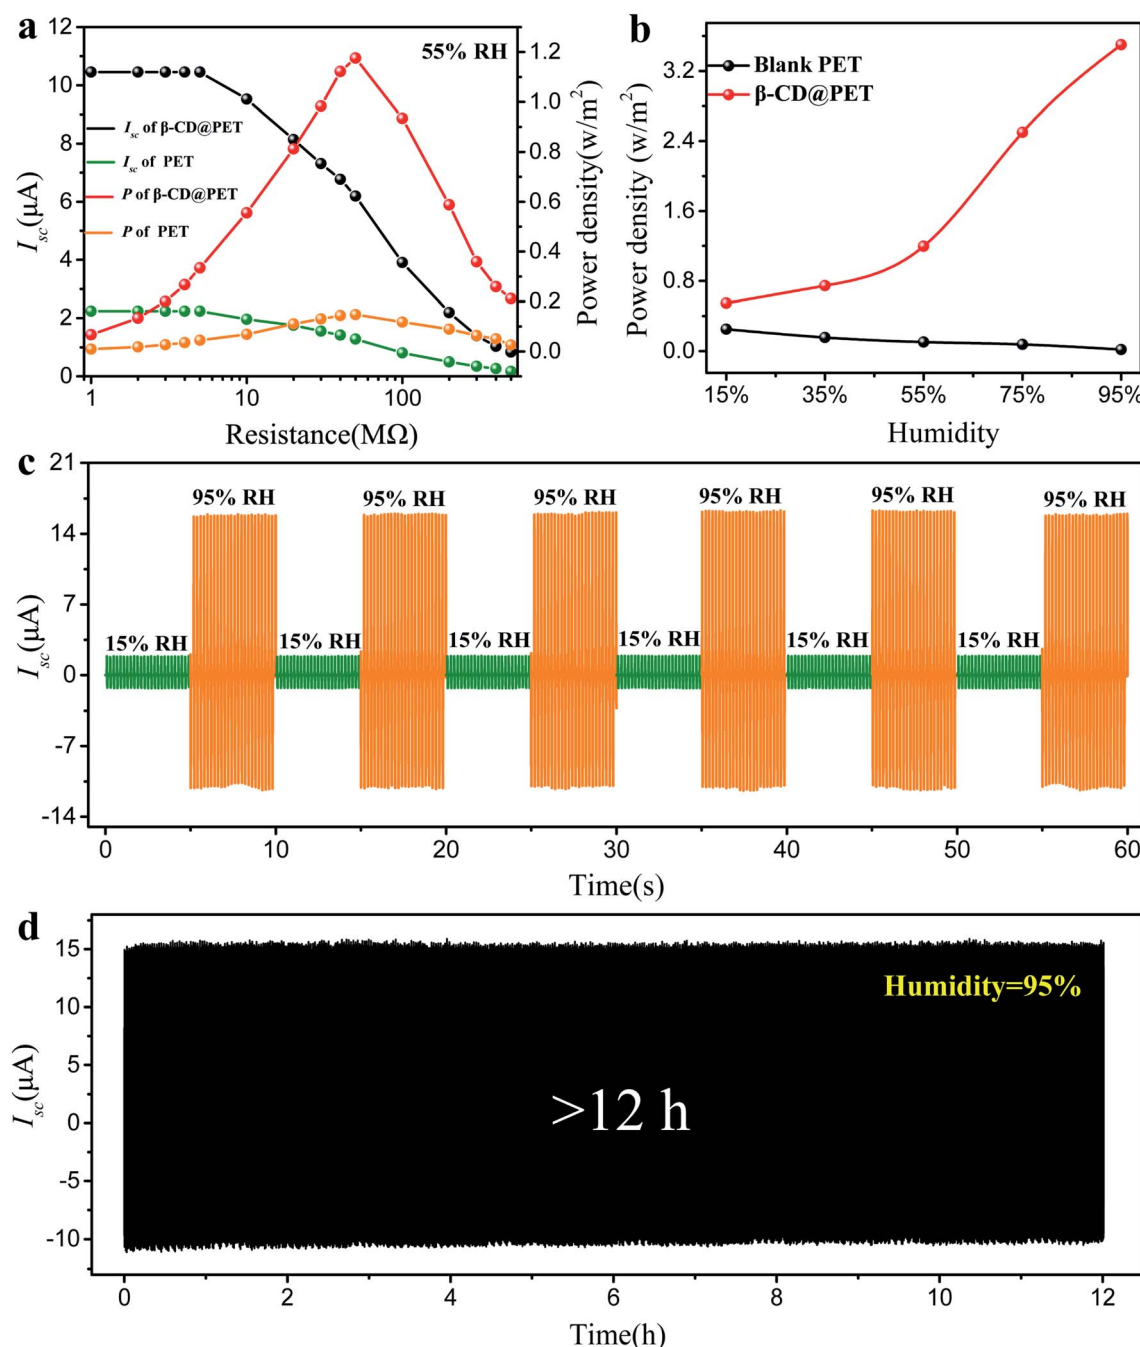 a
12
10
8
6
4
2
0
I_sc(μA)
55% RH
I_sc of β-CD@PET
I_sc of PET
P of β-CD@PET
P of PET
1.2
1.0
0.8
0.6
0.4
0.2
0.0
Power density(w/m²)
1 10 100
Resistance(MΩ)
b
3.2
2.4
1.6
0.8
0.0
Power density (w/m²)
Blank PET
β-CD@PET
15% 35% 55% 75% 95%
Humidity
c
21
14
7
0
-7
-14
I_sc(μA)
95% RH 95% RH 95% RH 95% RH 95% RH 95% RH
15% RH 15% RH 15% RH 15% RH 15% RH 15% RH
0 10 20 30 40 50 60
Time(s)
d
15
10
5
0
-5
-10
I_sc(μA)
Humidity=95%
>12 h
0 2 4 6 8 10 12
Time(h)